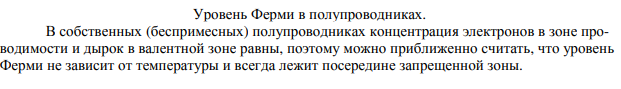 Уровень Ферми в полупроводниках.
В собственных (беспримесных) полупроводниках концентрация электронов в зоне про-
водимости и дырок в валентной зоне равны, поэтому можно приближенно считать, что уровень
Ферми не зависит от температуры и всегда лежит посередине запрещенной зоны.